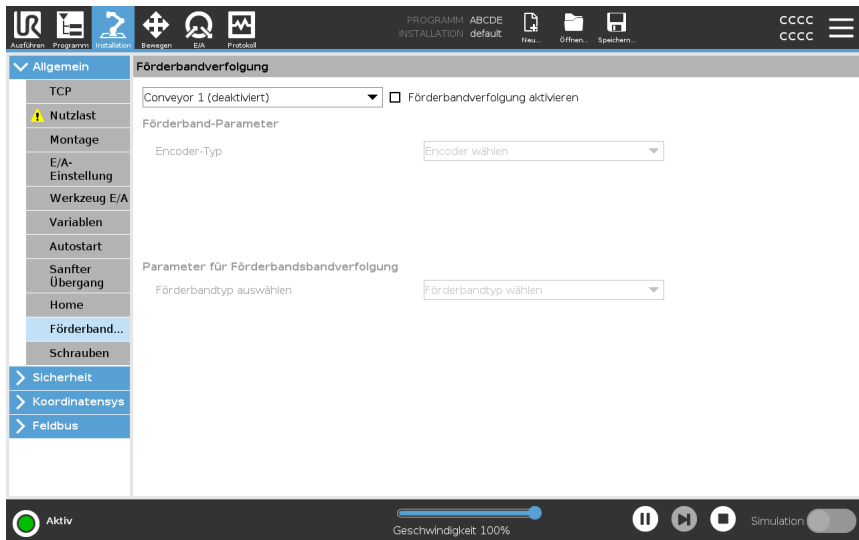 PROGRAMM ABCDE
INSTALLATION default
cccc
cccc
Ausführen Programm Installation Bewegen E/A Protokoll Neu... Öffnen... Speichern...
Allgemein
Förderbandverfolgung
TCP
Nutzlast
Montage
E/A-
Einstellung
Werkzeug E/A
Variablen
Autostart
Sanfter
Übergang
Home
Förderband...
Schrauben
Sicherheit
Koordinatensys
Feldbus
Conveyor 1 (deaktiviert)
Förderbandverfolgung aktivieren
Förderband-Parameter
Encoder-Typ
Encoder wählen
Parameter für Förderbandsbandverfolgung
Förderbandtyp auswählen
Förderbandtyp wählen
Aktiv
Geschwindigkeit 100%
Simulation